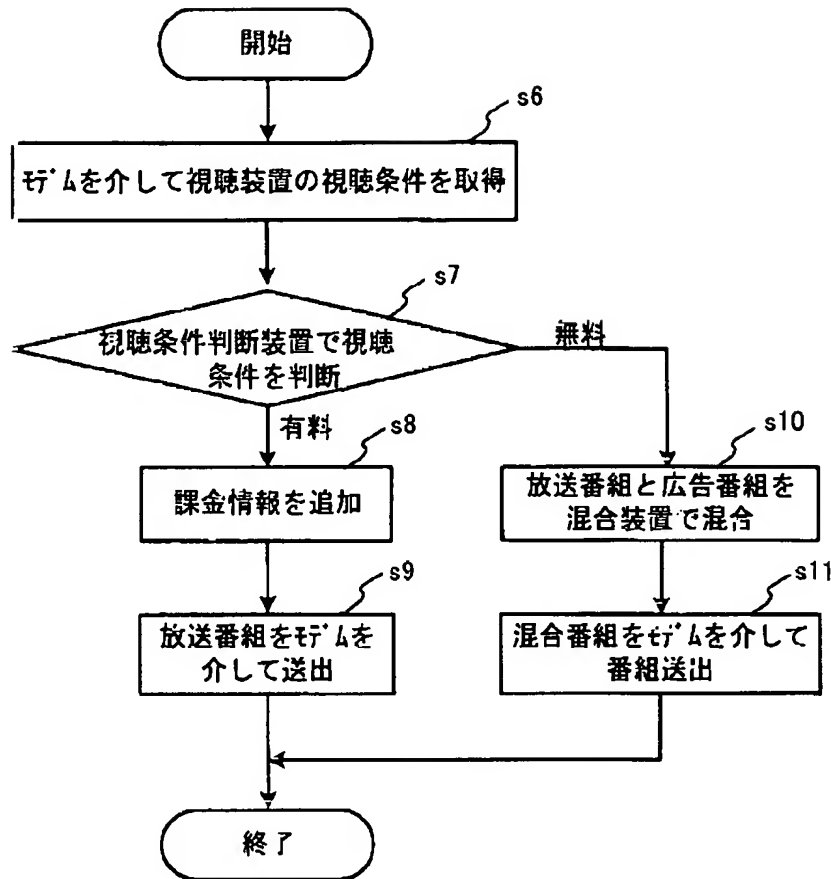 開始
s6
ﾓﾃﾞﾑを介して視聴装置の視聴条件を取得
s7
視聴条件判断装置で視聴
条件を判断
無料
有料
s8
課金情報を追加
s10
放送番組と広告番組を
混合装置で混合
s9
放送番組をﾓﾃﾞﾑを
介して送出
s11
混合番組をﾓﾃﾞﾑを介して
番組送出
終了